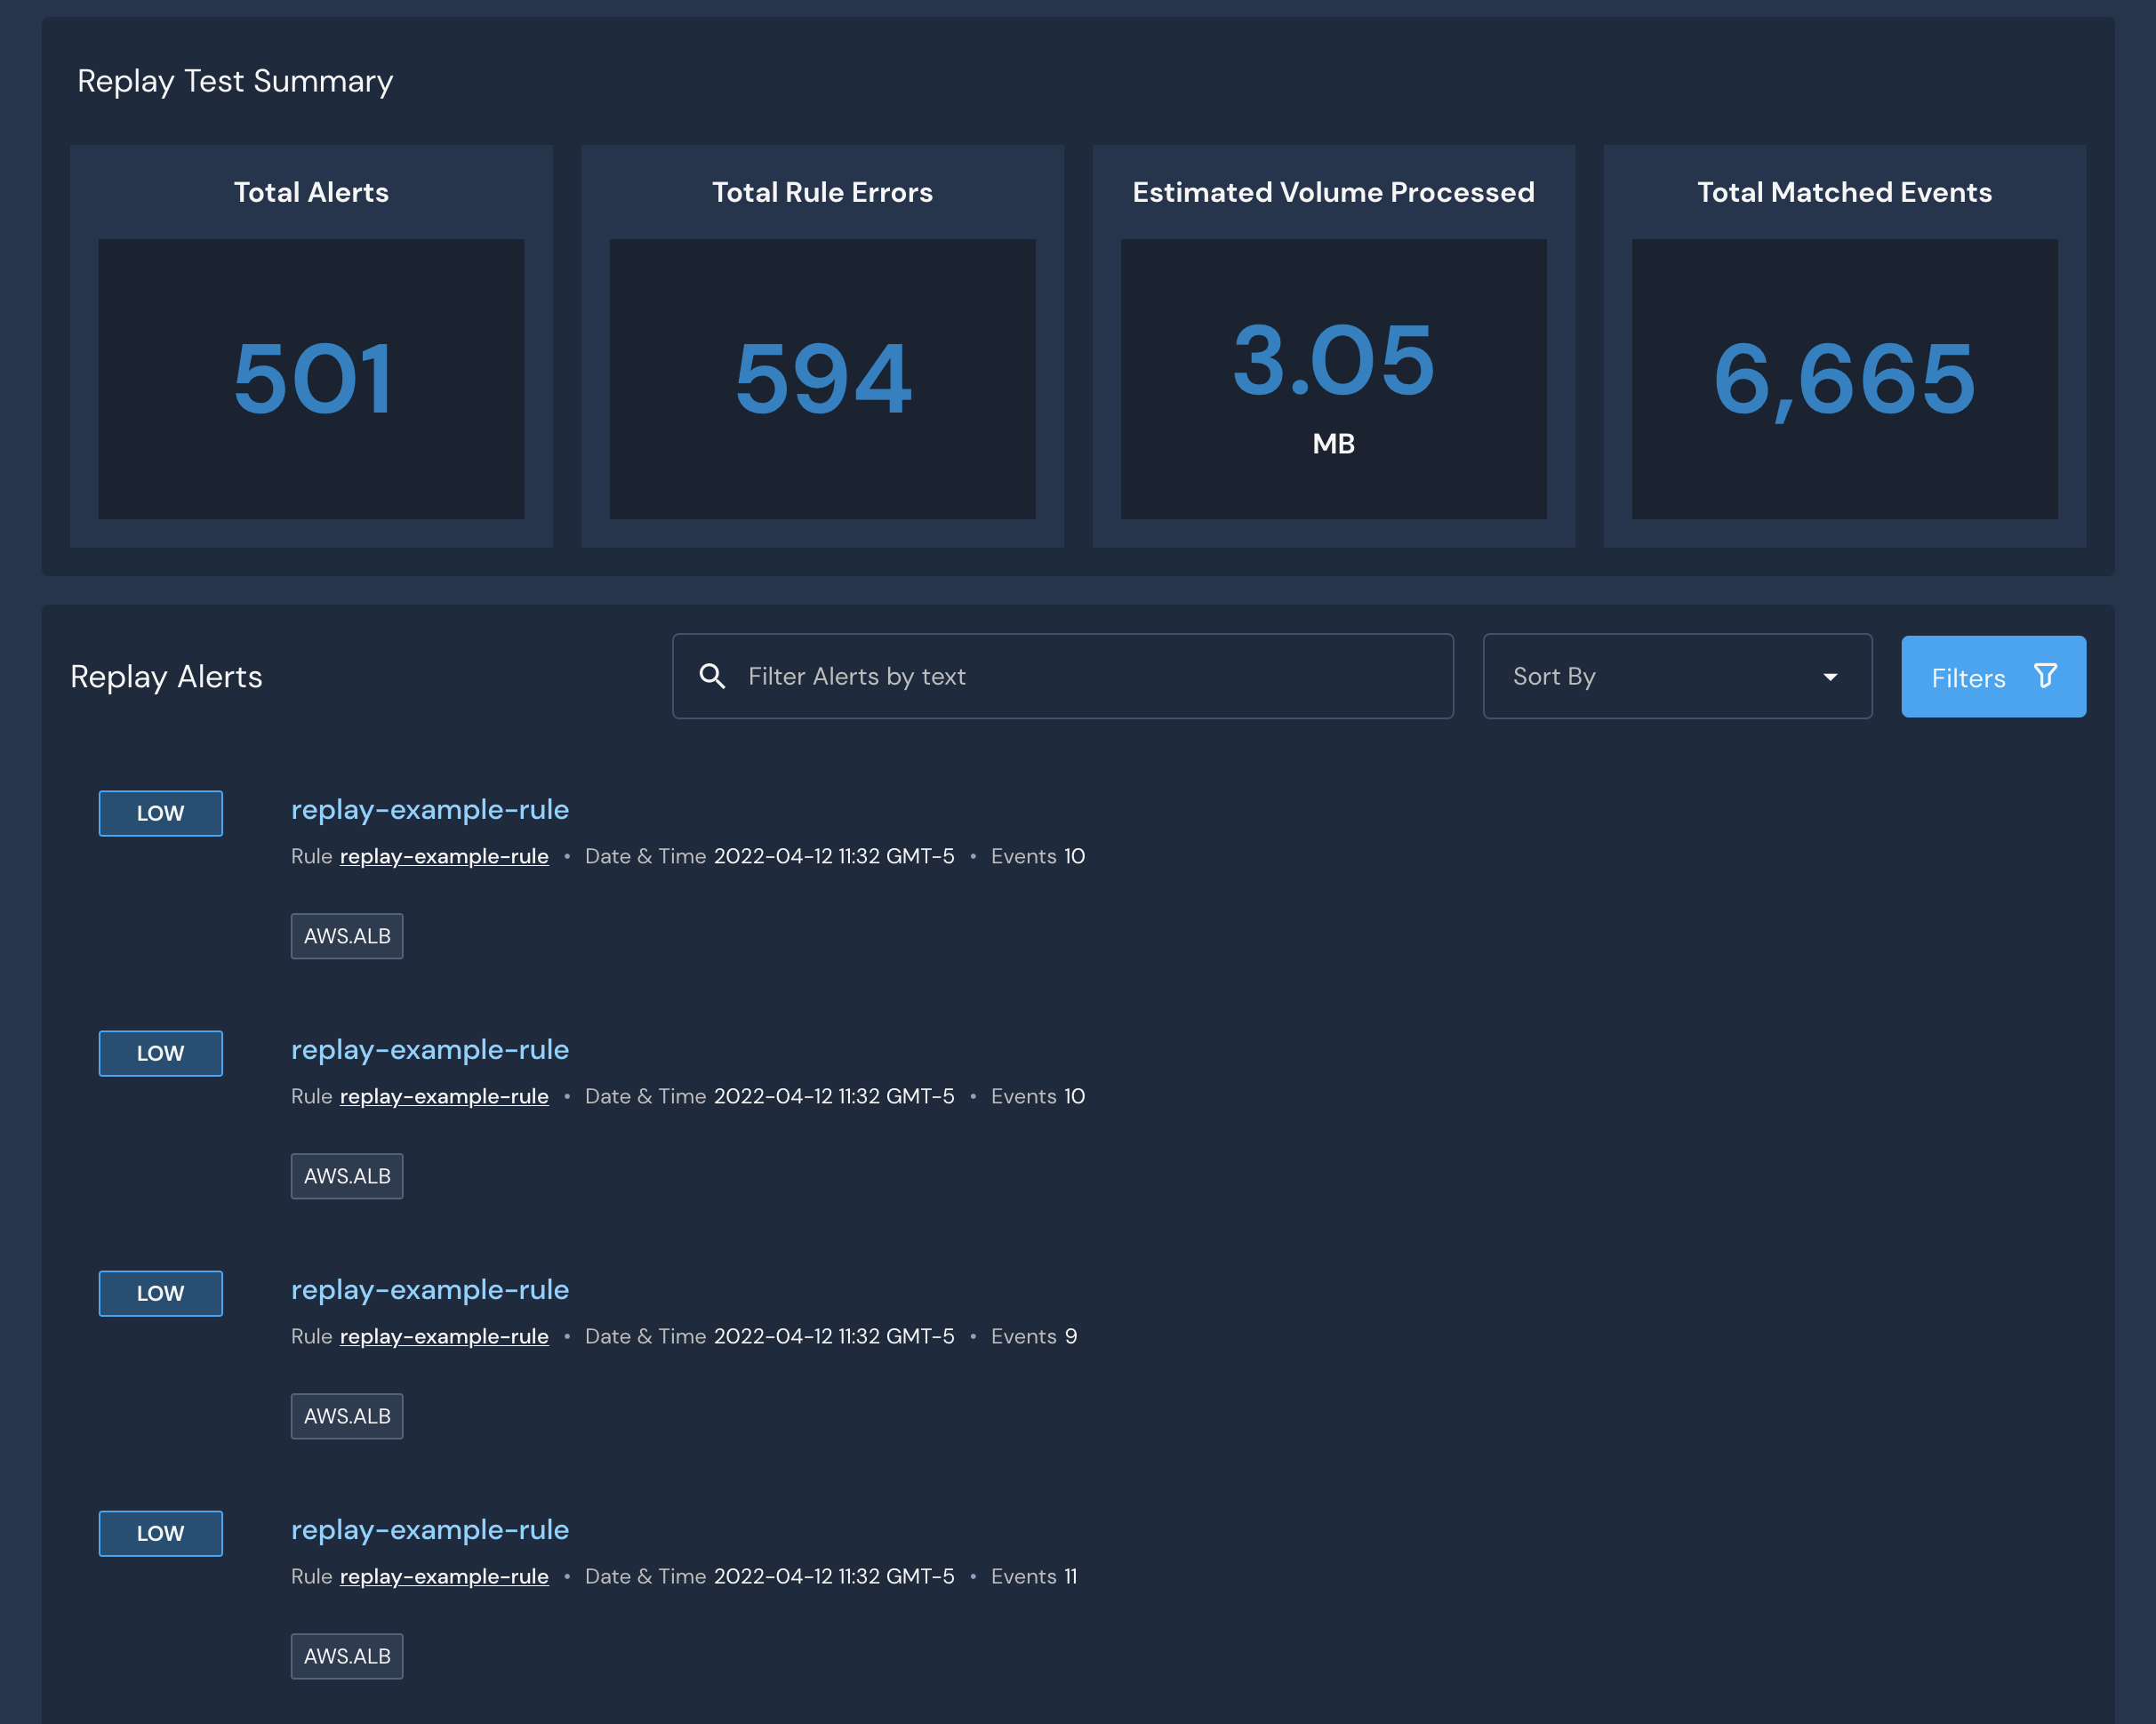 Replay Test Summary
Total Alerts
501
Total Rule Errors
594
Estimated Volume Processed
3.05
MB
Total Matched Events
6,665
Replay Alerts
Filter Alerts by text
Sort By
Filters
LOW
replay-example-rule
Rule replay-example-rule • Date & Time 2022-04-12 11:32 GMT-5 • Events 10
AWS.ALB
LOW
replay-example-rule
Rule replay-example-rule • Date & Time 2022-04-12 11:32 GMT-5 • Events 10
AWS.ALB
LOW
replay-example-rule
Rule replay-example-rule • Date & Time 2022-04-12 11:32 GMT-5 • Events 9
AWS.ALB
LOW
replay-example-rule
Rule replay-example-rule • Date & Time 2022-04-12 11:32 GMT-5 • Events 11
AWS.ALB